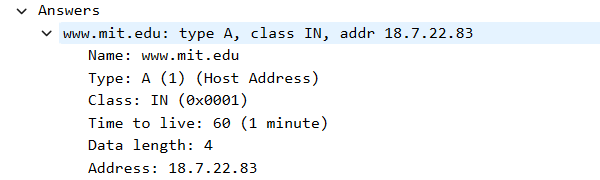 Answers
www.mit.edu: type A, class IN, addr 18.7.22.83
Name: www.mit.edu
Type: A (1) (Host Address)
Class: IN (0x0001)
Time to live: 60 (1 minute)
Data length: 4
Address: 18.7.22.83